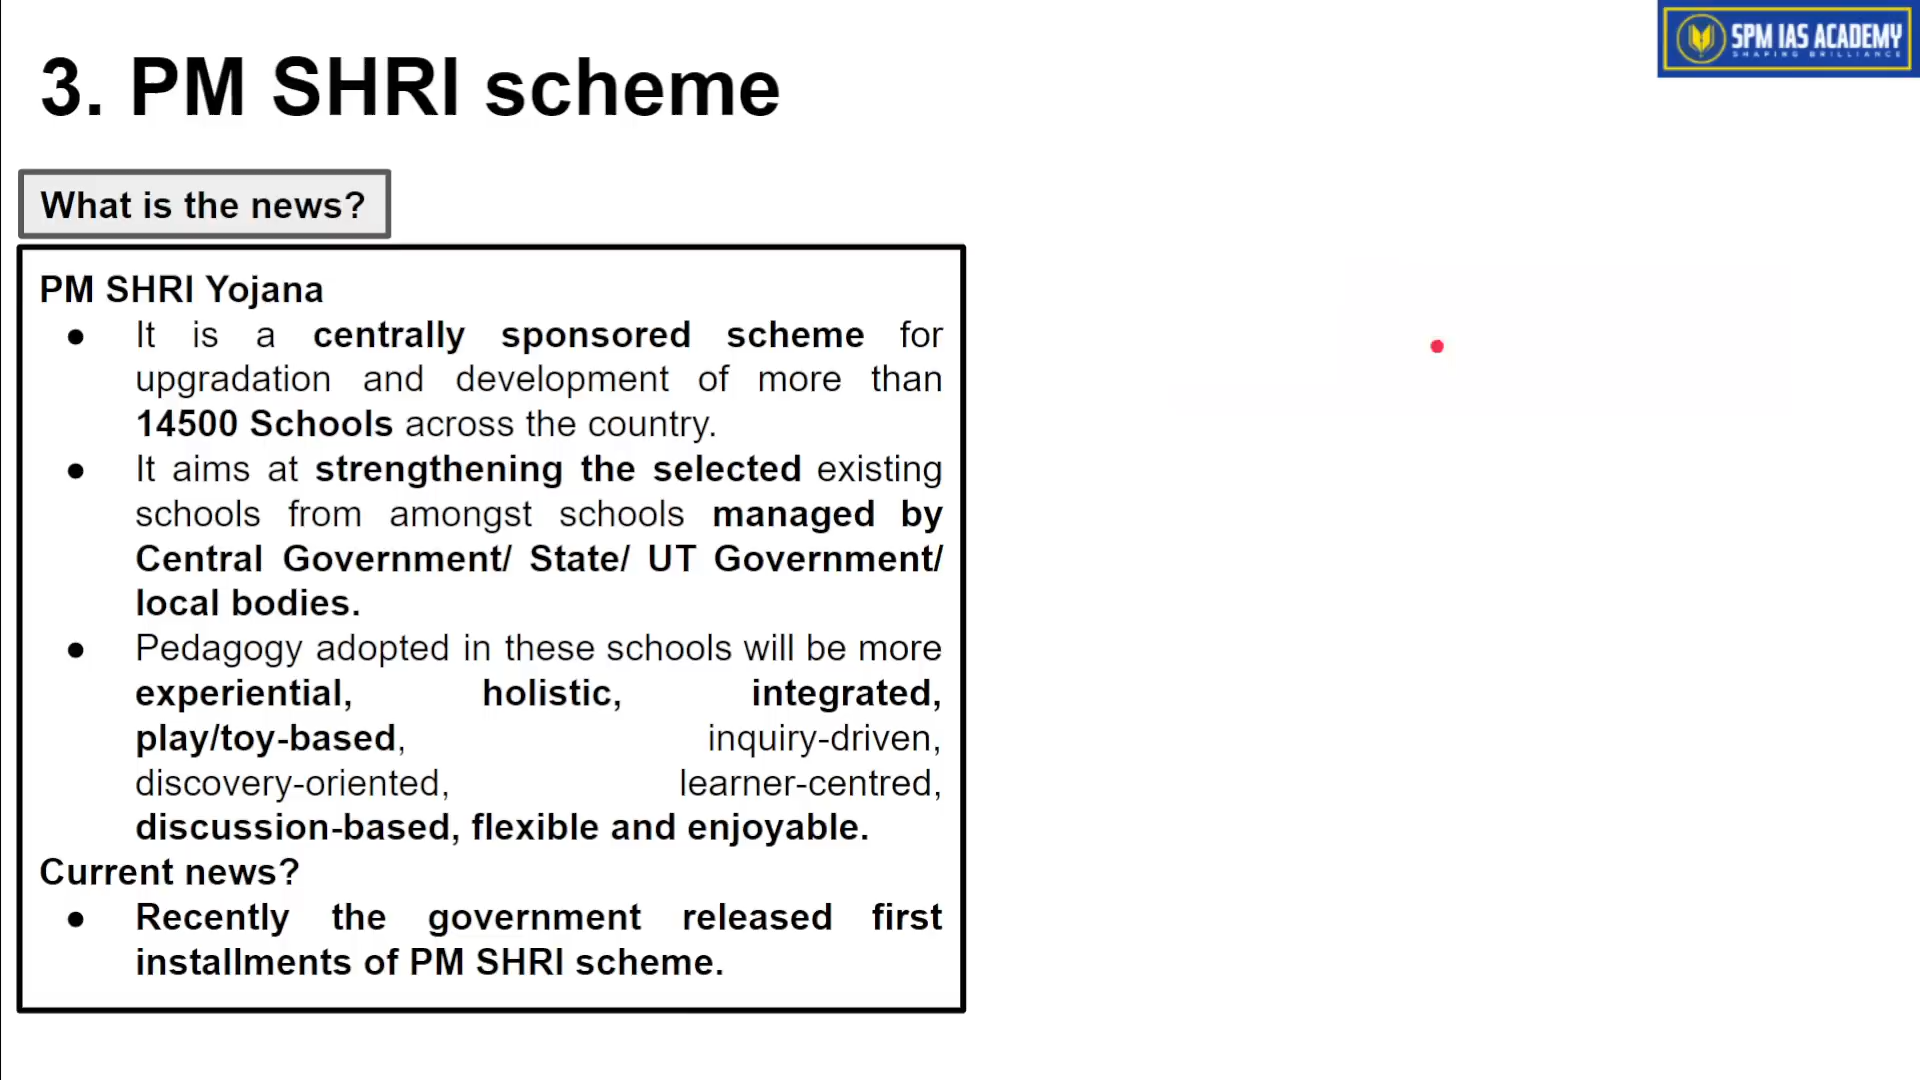 SPM IAS ACADEMY
SHAPING BRILLIANCE
3. PM SHRI scheme
What is the news?
PM SHRI Yojana
● It is a centrally sponsored scheme for
upgradation and development of more than
14500 Schools across the country.
● It aims at strengthening the selected existing
schools from amongst schools managed by
Central Government/ State/ UT Government/
local bodies.
● Pedagogy adopted in these schools will be more
experiential, holistic, integrated,
play/toy-based, inquiry-driven,
discovery-oriented, learner-centred,
discussion-based, flexible and enjoyable.
Current news?
● Recently the government released first
installments of PM SHRI scheme.